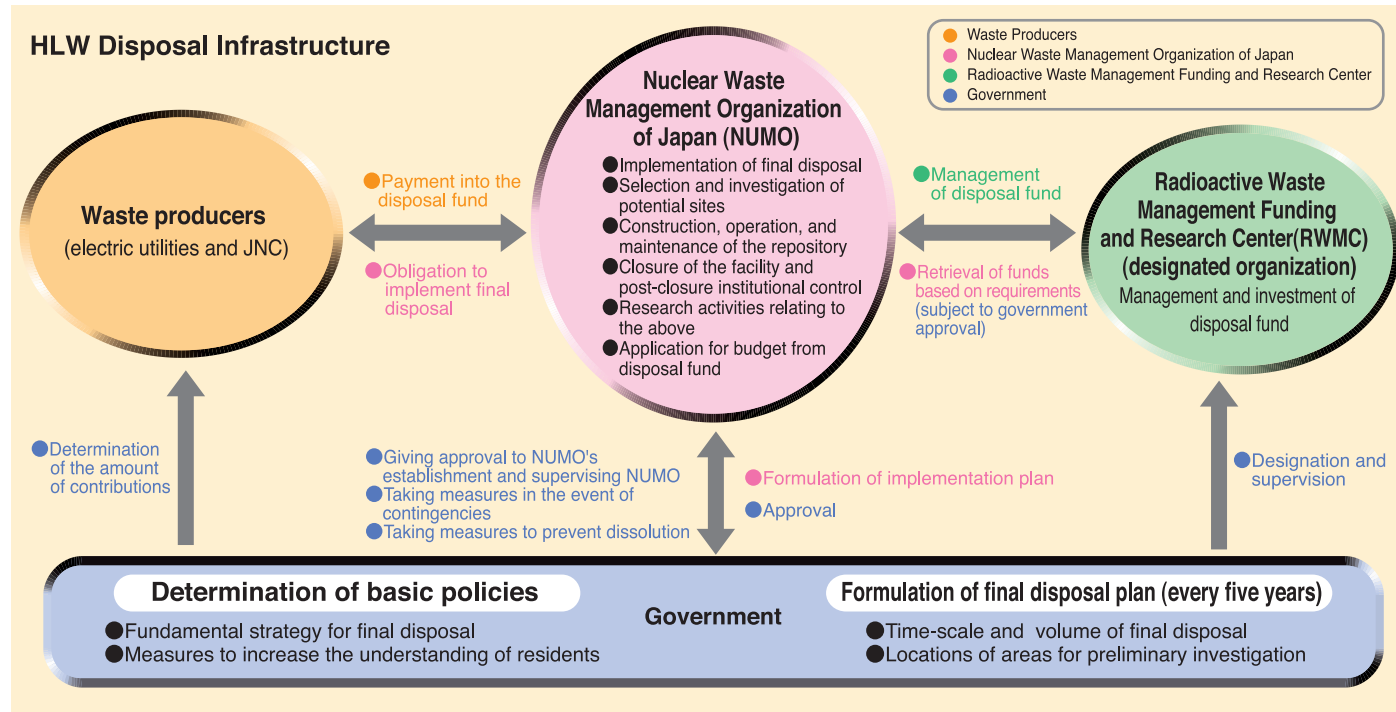 HLW Disposal Infrastructure
Waste Producers
Nuclear Waste Management Organization of Japan
Radioactive Waste Management Funding and Research Center
Government
Waste producers
(electric utilities and JNC)
●Payment into the
disposal fund
●Obligation to
implement final
disposal
Nuclear Waste
Management Organization
of Japan (NUMO)
●Implementation of final disposal
●Selection and investigation of
potential sites
●Construction, operation, and
maintenance of the repository
●Closure of the facility and
post-closure institutional control
●Research activities relating to
the above
●Application for budget from
disposal fund
●Management
of disposal fund
●Retrieval of funds
based on requirements
(subject to government
approval)
Radioactive Waste
Management Funding
and Research Center(RWMC)
(designated organization)
Management and investment of
disposal fund
●Determination
of the amount
of contributions
●Giving approval to NUMO's
establishment and supervising NUMO
●Taking measures in the event of
contingencies
●Taking measures to prevent dissolution
●Formulation of implementation plan
●Approval
●Designation and
supervision
Determination of basic policies
●Fundamental strategy for final disposal
●Measures to increase the understanding of residents
Government
Formulation of final disposal plan (every five years)
●Time-scale and volume of final disposal
●Locations of areas for preliminary investigation